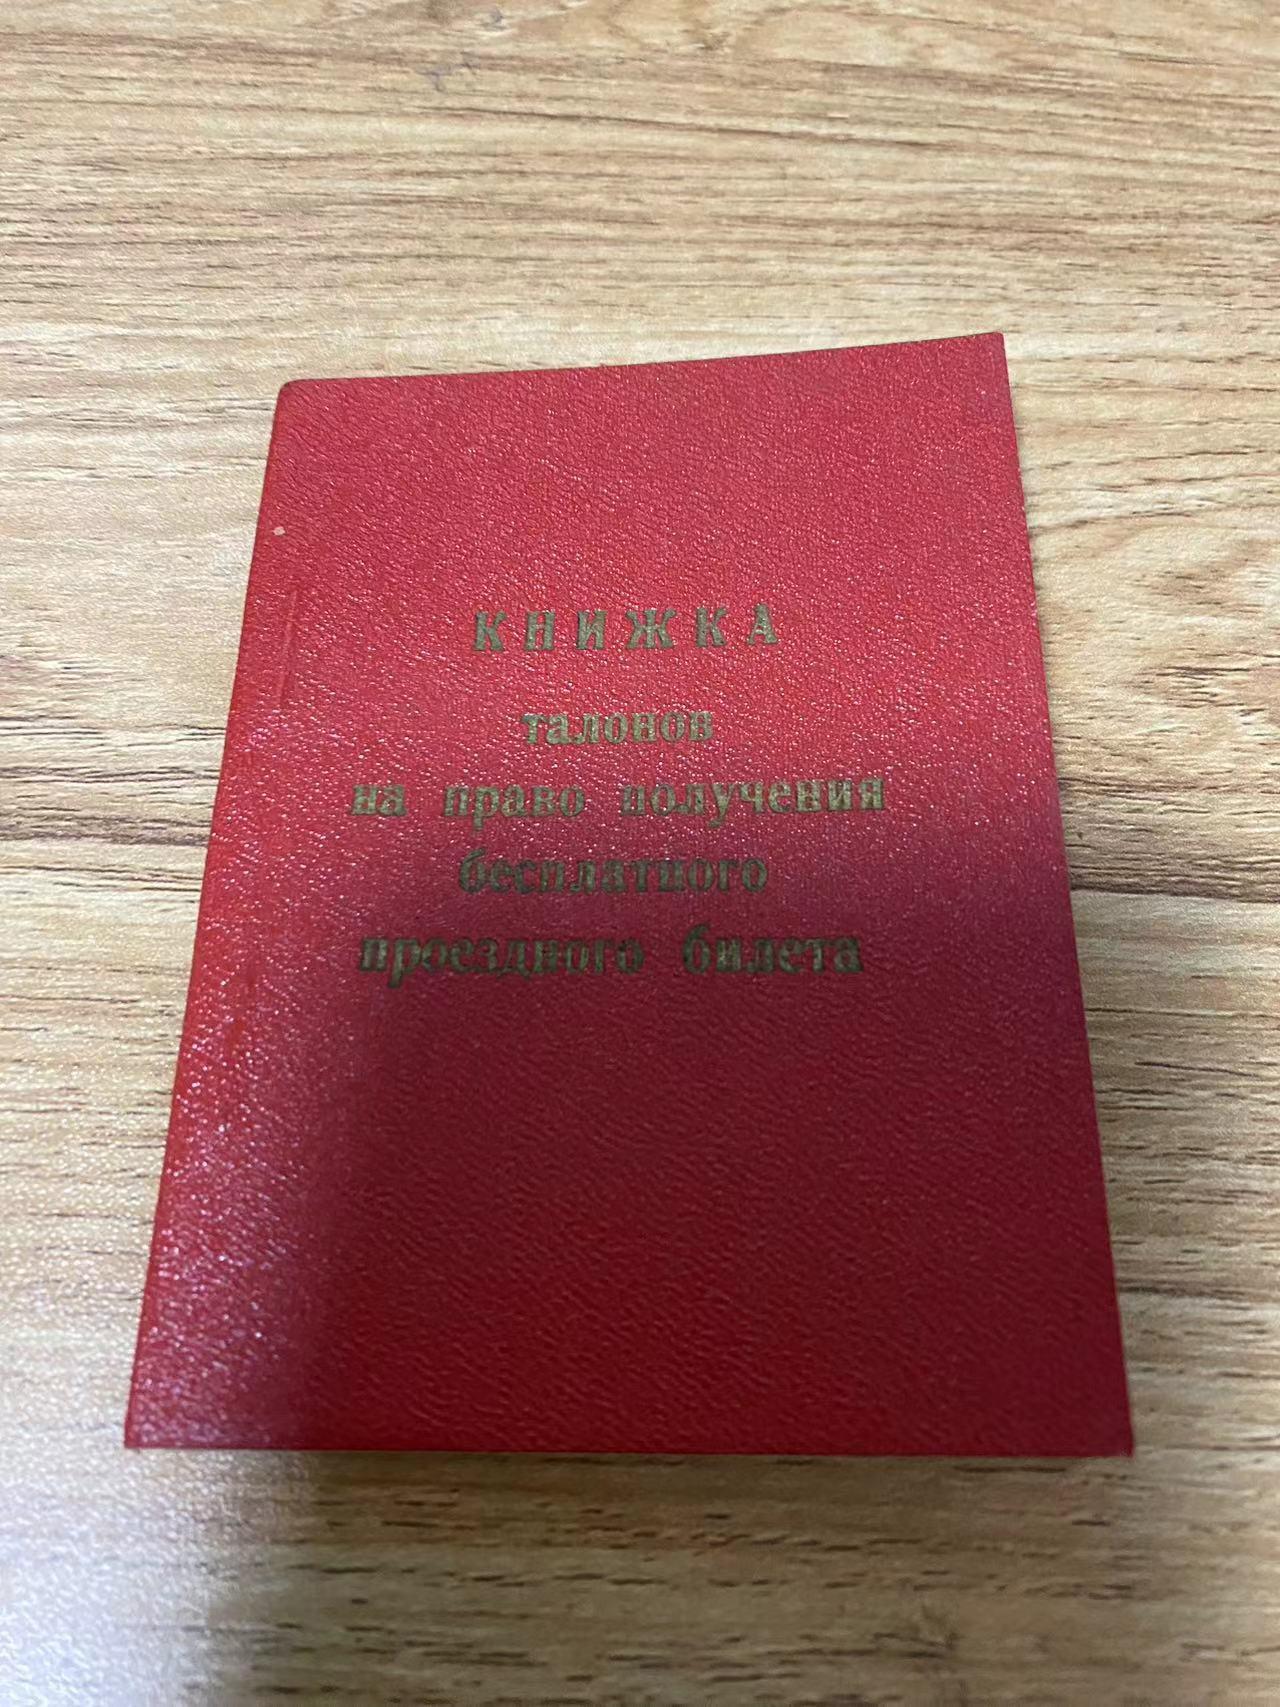 КНИЖКА
талонов
на право получения
бесплатного
проездного билета